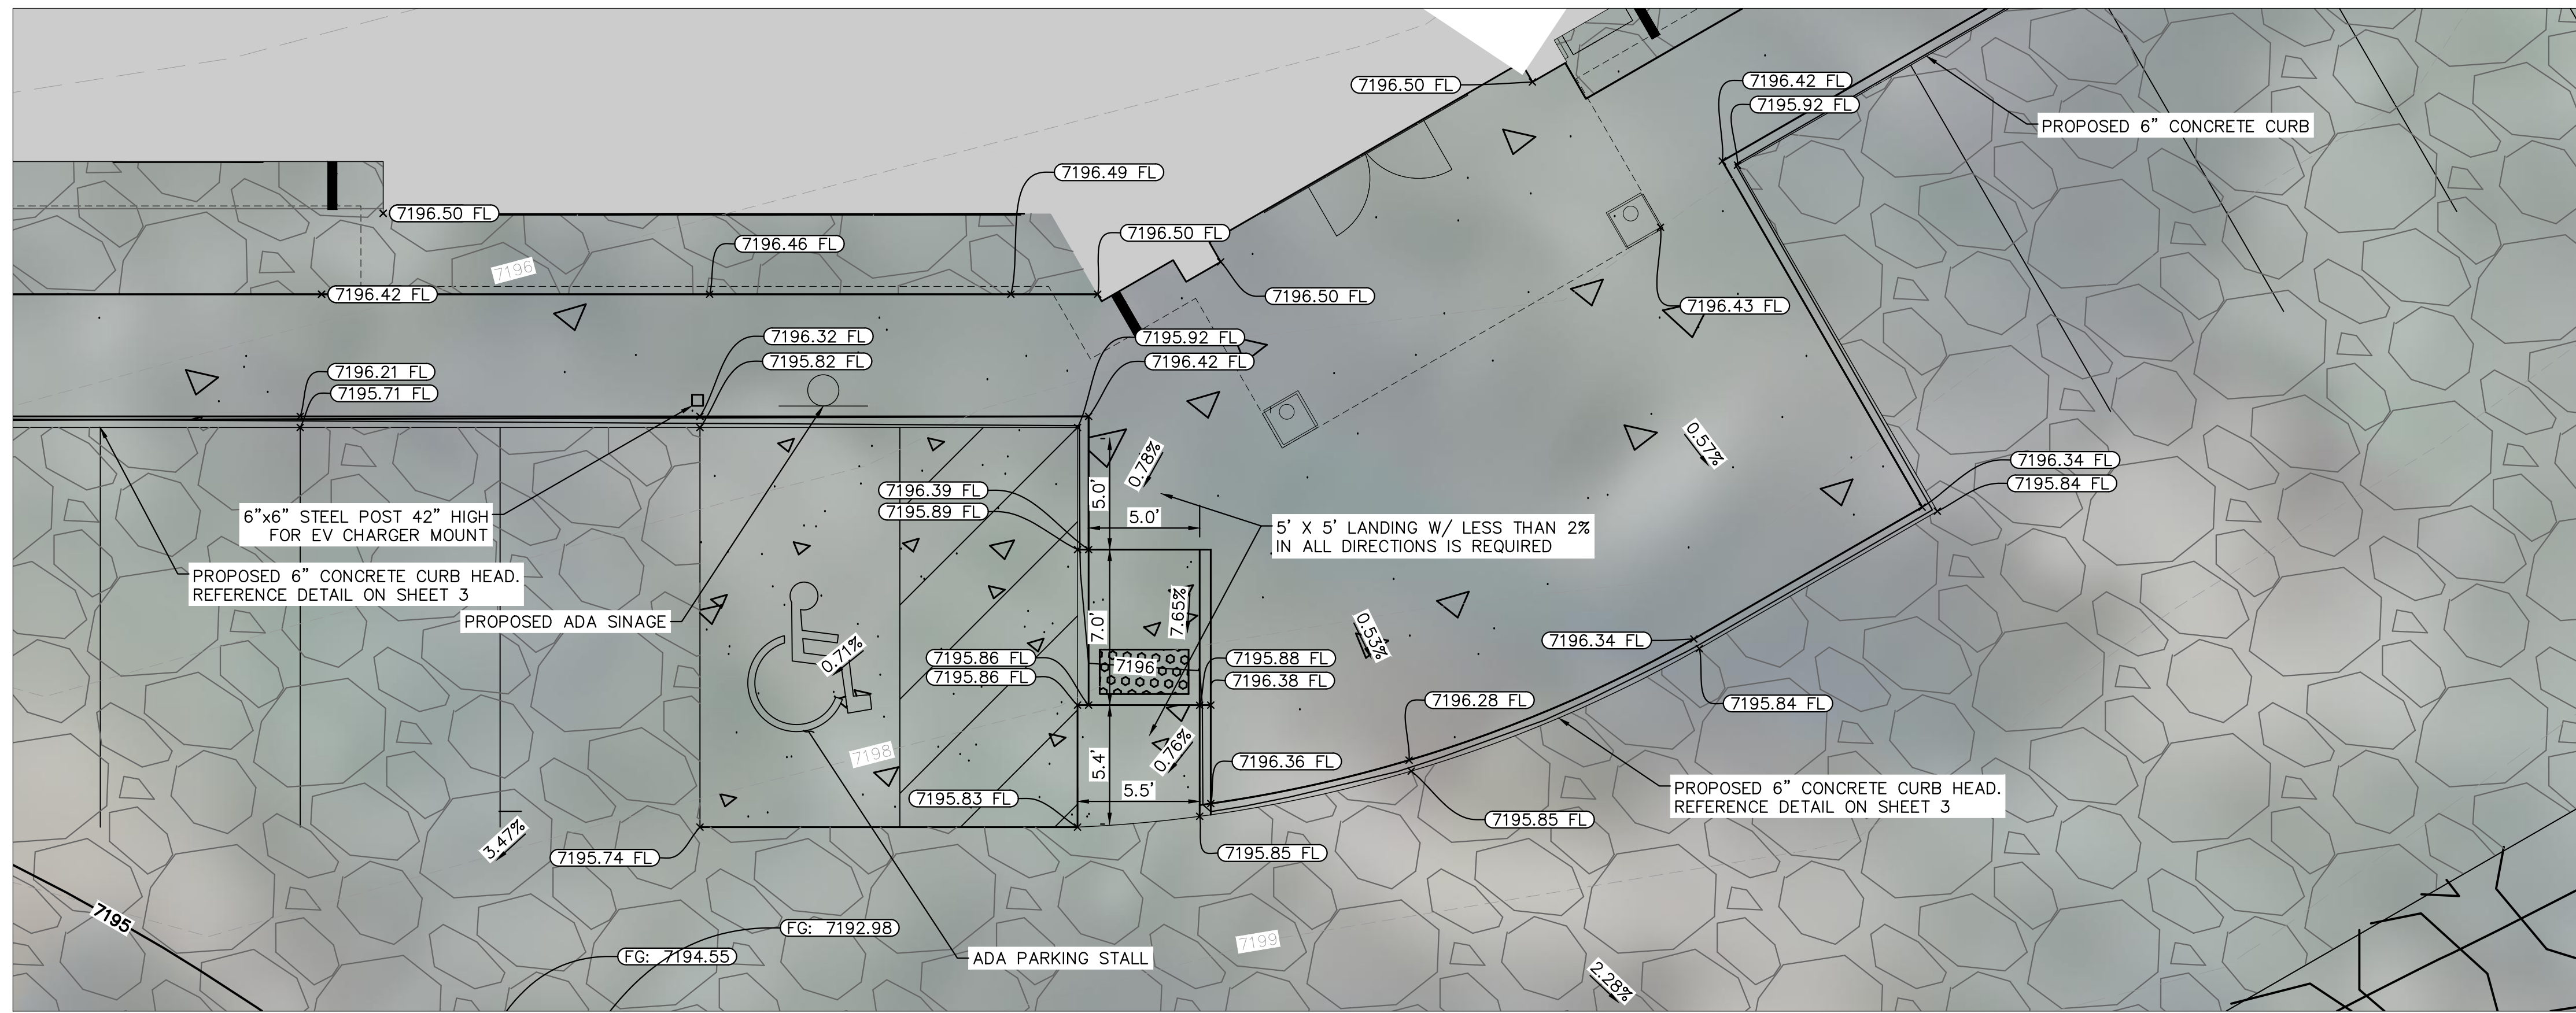 7196.50 FL
7196.42 FL
7195.92 FL
PROPOSED 6" CONCRETE CURB
7196.49 FL
7196.50 FL
7196.50 FL
7196.46 FL
7196
7196.42 FL
7196.50 FL
7196.43 FL
7196.32 FL
7195.82 FL
7195.92 FL
7196.42 FL
7196.21 FL
7195.71 FL
0.78%
0.57%
7196.34 FL
7195.84 FL
7196.39 FL
7195.89 FL
5.0'
5.0'
6"x6" STEEL POST 42" HIGH
FOR EV CHARGER MOUNT
5' X 5' LANDING W/ LESS THAN 2%
IN ALL DIRECTIONS IS REQUIRED
PROPOSED 6" CONCRETE CURB HEAD.
REFERENCE DETAIL ON SHEET 3
PROPOSED ADA SINAGE
7.0'
7.65%
0.53%
7196.34 FL
0.71%
7195.86 FL
7195.86 FL
7196
7195.88 FL
7196.38 FL
7196.28 FL
7195.84 FL
7198
5.4'
0.76%
7196.36 FL
5.5'
7195.83 FL
PROPOSED 6" CONCRETE CURB HEAD.
REFERENCE DETAIL ON SHEET 3
7195.85 FL
3.47%
7195.74 FL
7195.85 FL
7195
FG: 7192.98
FG: 7194.55
ADA PARKING STALL
7199
2.28%